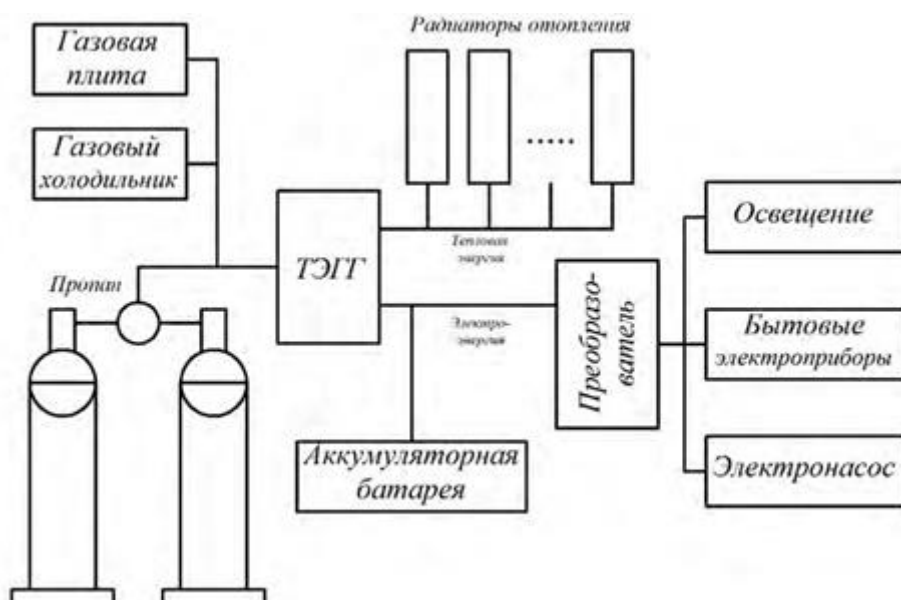 Радиаторы отопления
Газовая
плита
Газовый
холодильник
Пропан
ТЭГГ
Тепловая
энергия
Электро-
энергия
Преобразо-
ватель
Аккумуляторная
батарея
Освещение
Бытовые
электроприборы
Электронасос